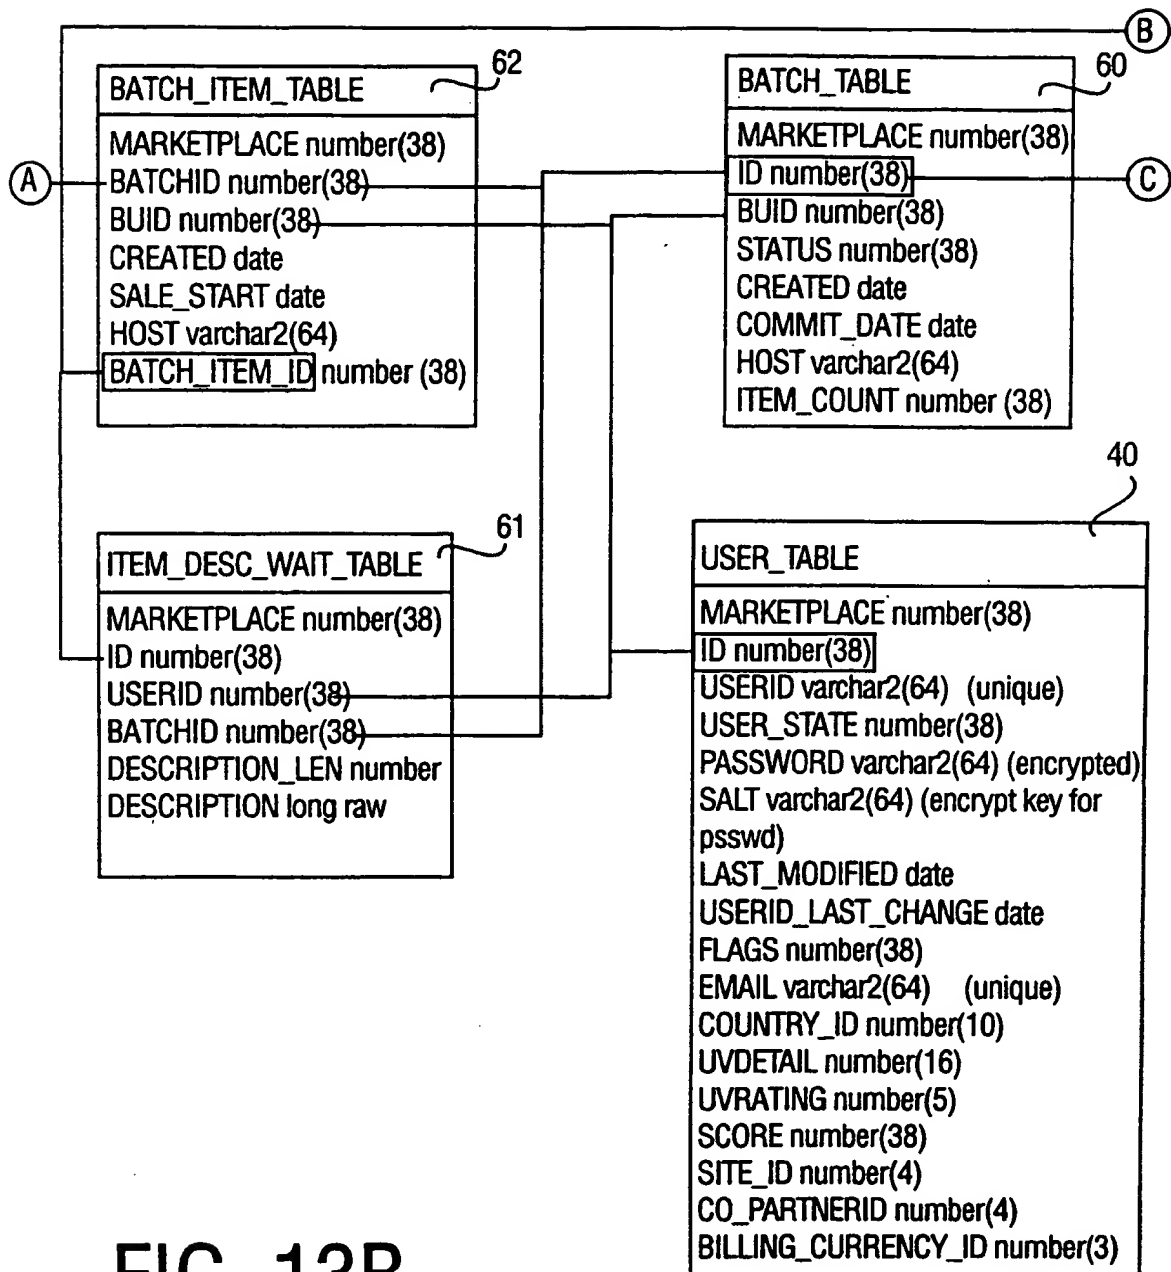 B
62
BATCH_ITEM_TABLE
MARKETPLACE number(38)
A
BATCHID number(38)
BUID number(38)
CREATED date
SALE_START date
HOST varchar2(64)
BATCH_ITEM_ID number (38)
60
BATCH_TABLE
MARKETPLACE number(38)
ID number(38)
C
BUID number(38)
STATUS number(38)
CREATED date
COMMIT_DATE date
HOST varchar2(64)
ITEM_COUNT number (38)
61
ITEM_DESC_WAIT_TABLE
MARKETPLACE number(38)
ID number(38)
USERID number(38)
BATCHID number(38)
DESCRIPTION_LEN number
DESCRIPTION long raw
40
USER_TABLE
MARKETPLACE number(38)
ID number(38)
USERID varchar2(64) (unique)
USER_STATE number(38)
PASSWORD varchar2(64) (encrypted)
SALT varchar2(64) (encrypt key for
psswd)
LAST_MODIFIED date
USERID_LAST_CHANGE date
FLAGS number(38)
EMAIL varchar2(64) (unique)
COUNTRY_ID number(10)
UVDETAIL number(16)
UVRATING number(5)
SCORE number(38)
SITE_ID number(4)
CO_PARTNERID number(4)
BILLING_CURRENCY_ID number(3)